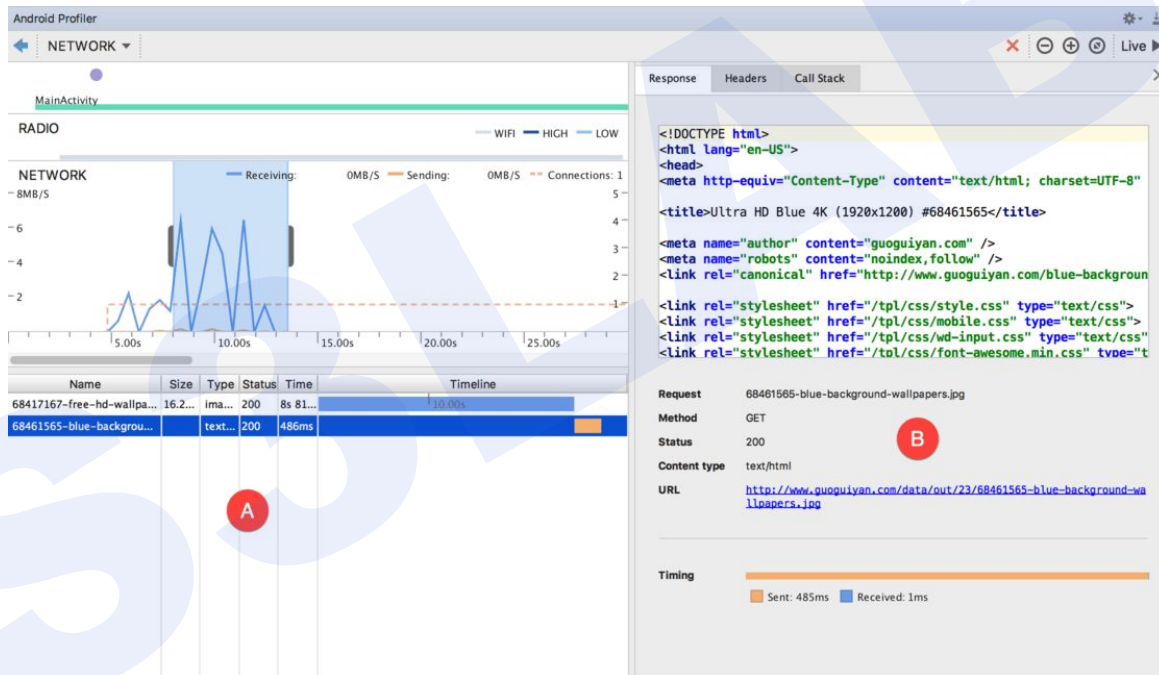 Android Profiler
NETWORK
Live
MainActivity
RADIO
WIFI HIGH LOW
NETWORK
Receiving: 0MB/S Sending: 0MB/S Connections: 1
8MB/S
5
6
4
4
3
2
2
1
5.00s 10.00s 15.00s 20.00s 25.00s
Name Size Type Status Time Timeline
68417167-free-hd-wallpa... 16.2... ima... 200 8s 81... 10.00s
68461565-blue-backgrou... text... 200 486ms
A
Response Headers Call Stack
<!DOCTYPE html>
<html lang="en-US">
<head>
<meta http-equiv="Content-Type" content="text/html; charset=UTF-8"
<title>Ultra HD Blue 4K (1920x1200) #68461565</title>
<meta name="author" content="guoguiyan.com" />
<meta name="robots" content="noindex,follow" />
<link rel="canonical" href="http://www.guoguiyan.com/blue-backgroun
<link rel="stylesheet" href="/tpl/css/style.css" type="text/css">
<link rel="stylesheet" href="/tpl/css/mobile.css" type="text/css">
<link rel="stylesheet" href="/tpl/css/wd-input.css" type="text/css"
<link rel="stylesheet" href="/tpl/css/font-awesome.min.css" type="t
Request 68461565-blue-background-wallpapers.jpg
Method GET
Status 200
B
Content type text/html
URL http://www.guoguiyan.com/data/out/23/68461565-blue-background-wa
llpapers.jpg
Timing
Sent: 485ms Received: 1ms